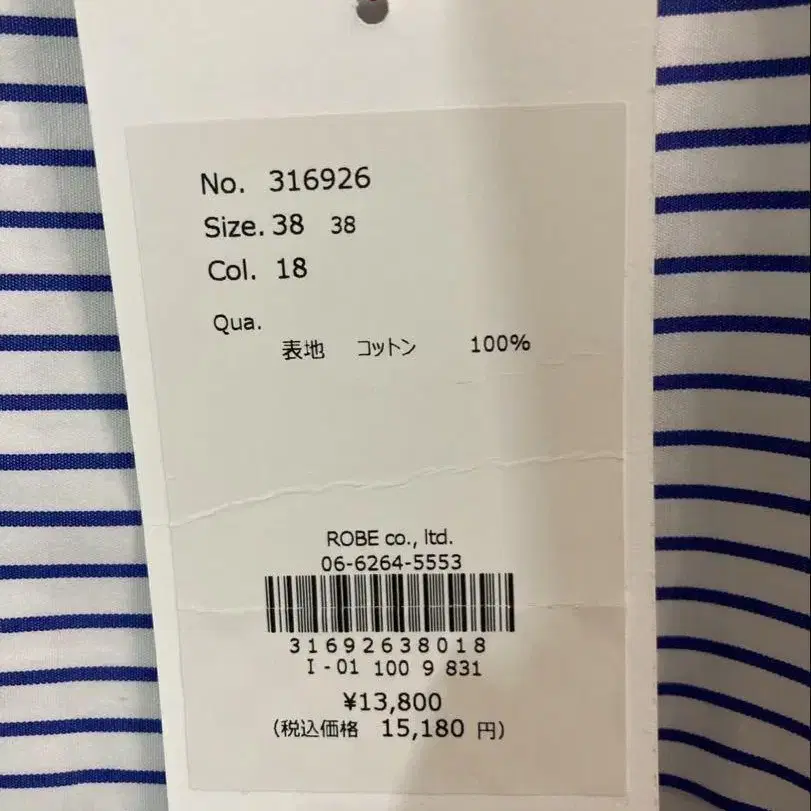 No. 316926
Size. 38 38
Col. 18
Qua.
表地 コットン 100%
ROBE co., ltd.
06-6264-5553
31692638018
I-01 100 9 831
¥13,800
(税込価格 15,180 円)